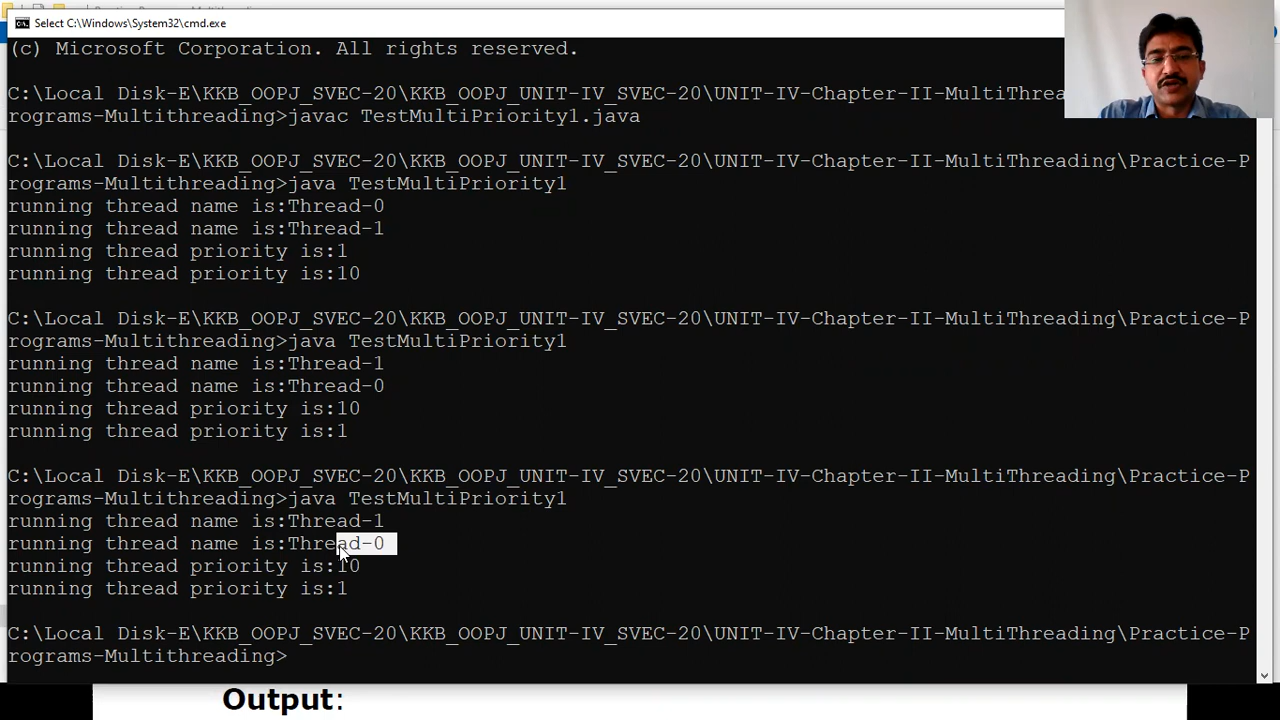 Select C:\Windows\System32\cmd.exe
(c) Microsoft Corporation. All rights reserved.
C:\Local Disk-E\KKB_OOPJ_SVEC-20\KKB_OOPJ_UNIT-IV_SVEC-20\UNIT-IV-Chapter-II-MultiThrea
rograms-Multithreading>javac TestMultiPriority1.java
C:\Local Disk-E\KKB_OOPJ_SVEC-20\KKB_OOPJ_UNIT-IV_SVEC-20\UNIT-IV-Chapter-II-MultiThreading\Practice-P
rograms-Multithreading>java TestMultiPriority1
running thread name is:Thread-0
running thread name is:Thread-1
running thread priority is:1
running thread priority is:10
C:\Local Disk-E\KKB_OOPJ_SVEC-20\KKB_OOPJ_UNIT-IV_SVEC-20\UNIT-IV-Chapter-II-MultiThreading\Practice-P
rograms-Multithreading>java TestMultiPriority1
running thread name is:Thread-1
running thread name is:Thread-0
running thread priority is:10
running thread priority is:1
C:\Local Disk-E\KKB_OOPJ_SVEC-20\KKB_OOPJ_UNIT-IV_SVEC-20\UNIT-IV-Chapter-II-MultiThreading\Practice-P
rograms-Multithreading>java TestMultiPriority1
running thread name is:Thread-1
running thread name is:Thread-0
running thread priority is:10
running thread priority is:1
C:\Local Disk-E\KKB_OOPJ_SVEC-20\KKB_OOPJ_UNIT-IV_SVEC-20\UNIT-IV-Chapter-II-MultiThreading\Practice-P
rograms-Multithreading>
Output: